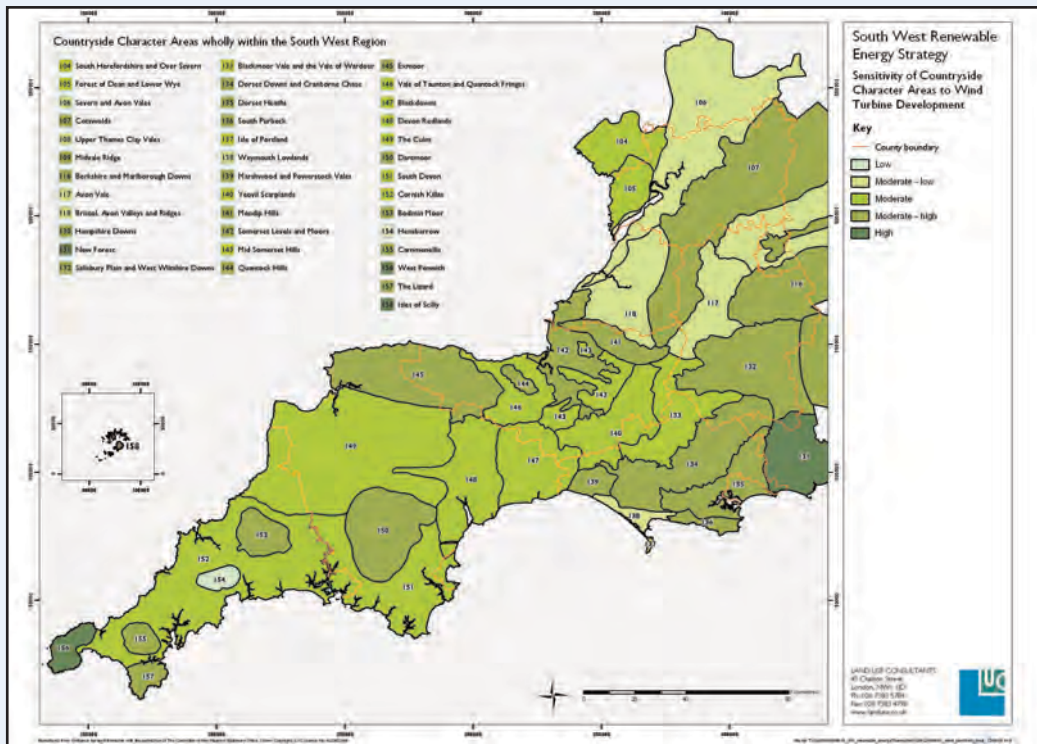 Countryside Character Areas wholly within the South West Region
104 South Herefordshire and Over Severn
105 Forest of Dean and Lower Wye
106 Severn and Avon Vales
107 Cotswolds
108 Upper Thames Clay Vales
109 Midvale Ridge
116 Berkshire and Marlborough Downs
117 Avon Vale
118 Bristol, Avon Valleys and Ridges
130 Hampshire Downs
131 New Forest
132 Salisbury Plain and West Wiltshire Downs
133 Blackmoor Vale and the Vale of Wardour
134 Dorset Downs and Cranborne Chase
135 Dorset Heaths
136 South Purbeck
137 Isle of Portland
138 Weymouth Lowlands
139 Marshwood and Powerstock Vales
140 Yeovil Scarplands
141 Mendip Hills
142 Somerset Levels and Moors
143 Mid Somerset Hills
144 Quantock Hills
145 Exmoor
146 Vale of Taunton and Quantock Fringes
147 Blackdowns
148 Devon Redlands
149 The Culm
150 Dartmoor
151 South Devon
152 Cornish Killas
153 Bodmin Moor
154 Hensbarrow
155 Carnmenellis
156 West Penwith
157 The Lizard
158 Isles of Scilly
South West Renewable
Energy Strategy
Sensitivity of Countryside
Character Areas to Wind
Turbine Development
Key
County boundary
Low
Moderate – low
Moderate
Moderate – high
High
106
104
107
105
116
117
118
141
142
143
132
145
144
146
142
143
133
149
140
147
131
148
134
139
135
138
136
150
153
152
154
151
158
155
156
157
LAND USE CONSULTANTS
London, NW1
www.landuse.co.uk
LUC